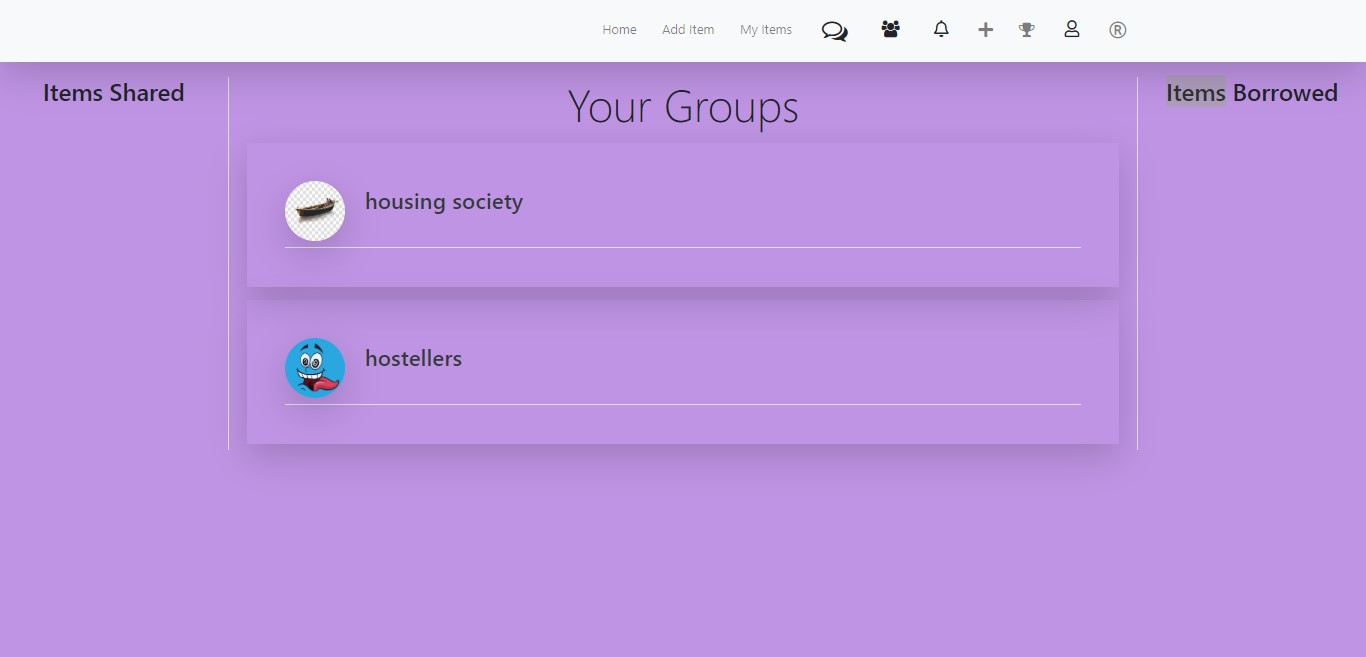 Home Add Item My Items ®
Items Shared
Your Groups
Items Borrowed
housing society
hostellers